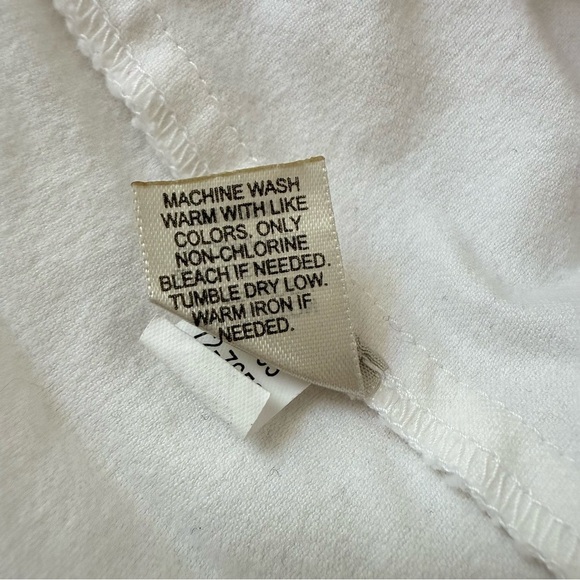 MACHINE WASH
WARM WITH LIKE
COLORS. ONLY
NON-CHLORINE
BLEACH IF NEEDED.
TUMBLE DRY LOW.
WARM IRON IF
NEEDED.